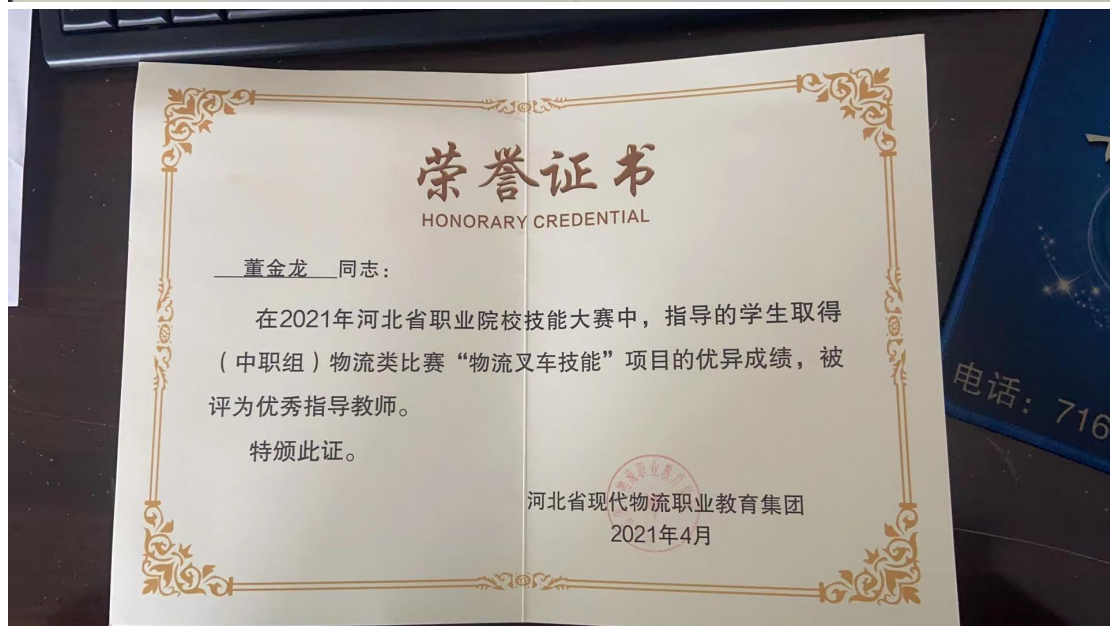 荣誉证书
HONORARY CREDENTIAL
董金龙 同志：
在2021年河北省职业院校技能大赛中，指导的学生取得
（中职组）物流类比赛“物流叉车技能”项目的优异成绩，被
评为优秀指导教师。
特颁此证。
河北省现代物流职业教育集团
2021年4月
电话：716